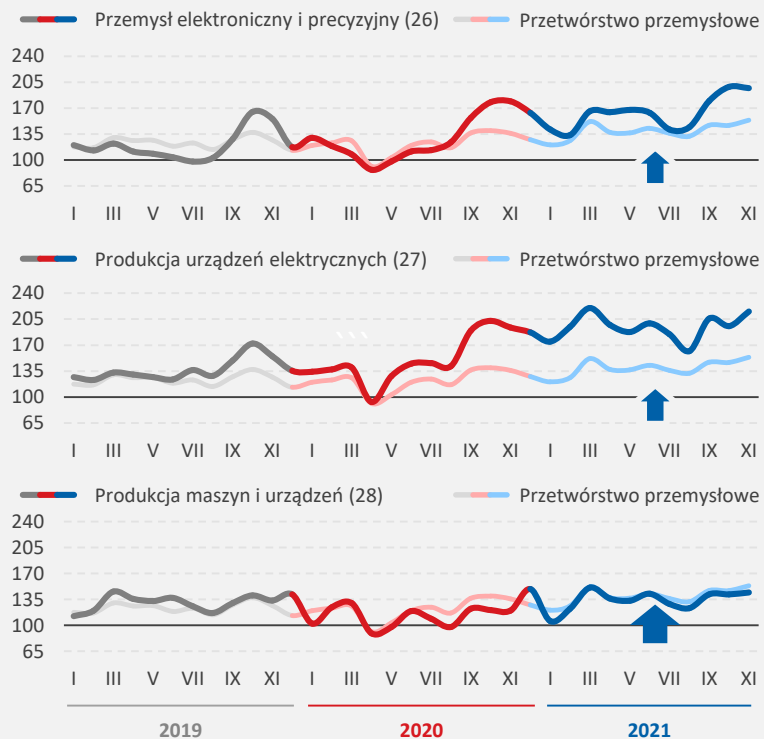 Przemysł elektroniczny i precyzyjny (26) Przetwórstwo przemysłowe
240
205
170
135
100
65
I III V VII IX XI I III V VII IX XI I III V VII IX XI
Produkcja urządzeń elektrycznych (27) Przetwórstwo przemysłowe
240
205
170
135
100
65
I III V VII IX XI I III V VII IX XI I III V VII IX XI
Produkcja maszyn i urządzeń (28) Przetwórstwo przemysłowe
240
205
170
135
100
65
I III V VII IX XI I III V VII IX XI I III V VII IX XI
2019 2020 2021